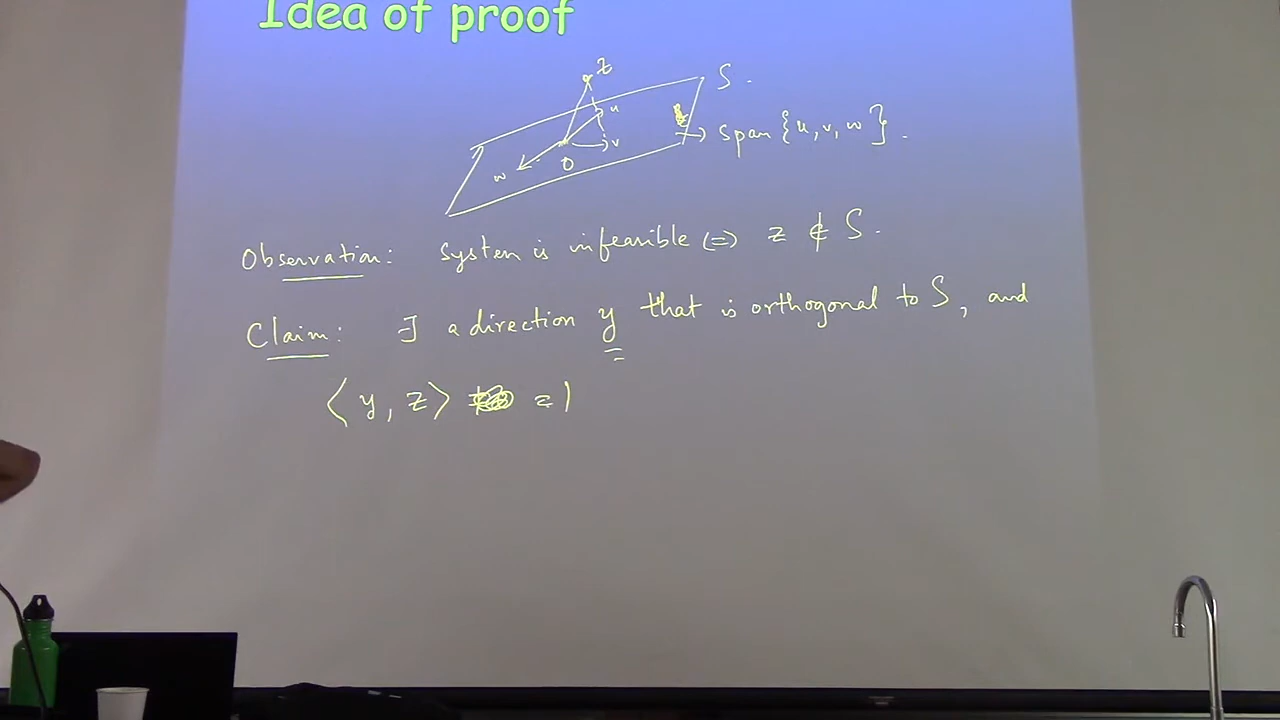 Idea of proof
z
S.
u
→ span {u, v, w}.
v
w
0
Observation: System is infeasible (=) z ∉ S.
Claim: ∃ a direction y that is orthogonal to S, and
⟨y, z⟩ = 1